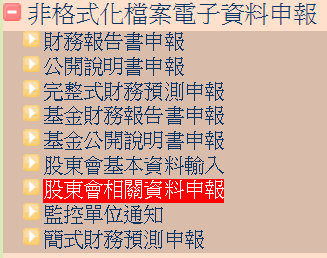 非格式化檔案電子資料申報
財務報告書申報
公開說明書申報
完整式財務預測申報
基金財務報告書申報
基金公開說明書申報
股東會基本資料輸入
股東會相關資料申報
監控單位通知
簡式財務預測申報